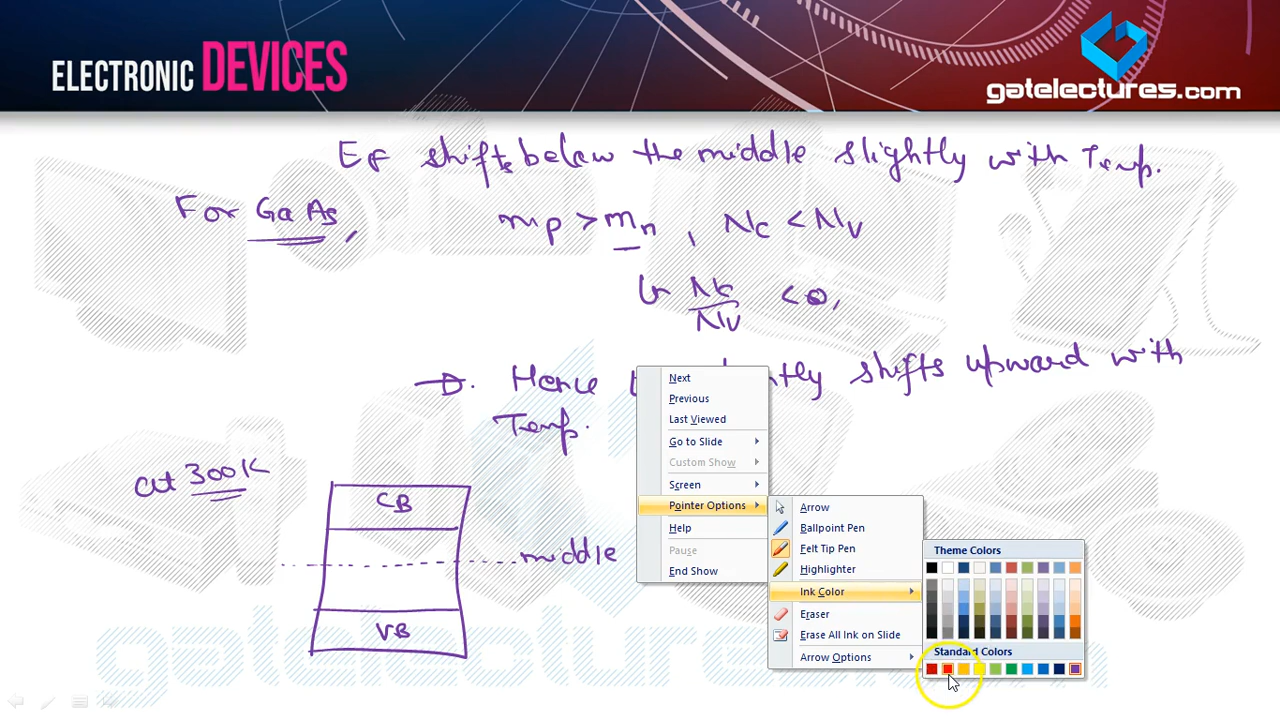 ELECTRONIC DEVICES
gatelectures.com
EF shifts below the middle slightly with Temp.
For GaAs, mp > mn, Nc < Nv
ln Nc/Nv < 0,
Hence shifts upward with
Temp.
at 300K
CB
middle
VB
Next
Previous
Last Viewed
Go to Slide
Custom Show
Screen
Pointer Options
Help
Pause
End Show
Arrow
Ballpoint Pen
Felt Tip Pen
Highlighter
Ink Color
Eraser
Erase All Ink on Slide
Arrow Options
Theme Colors
Standard Colors